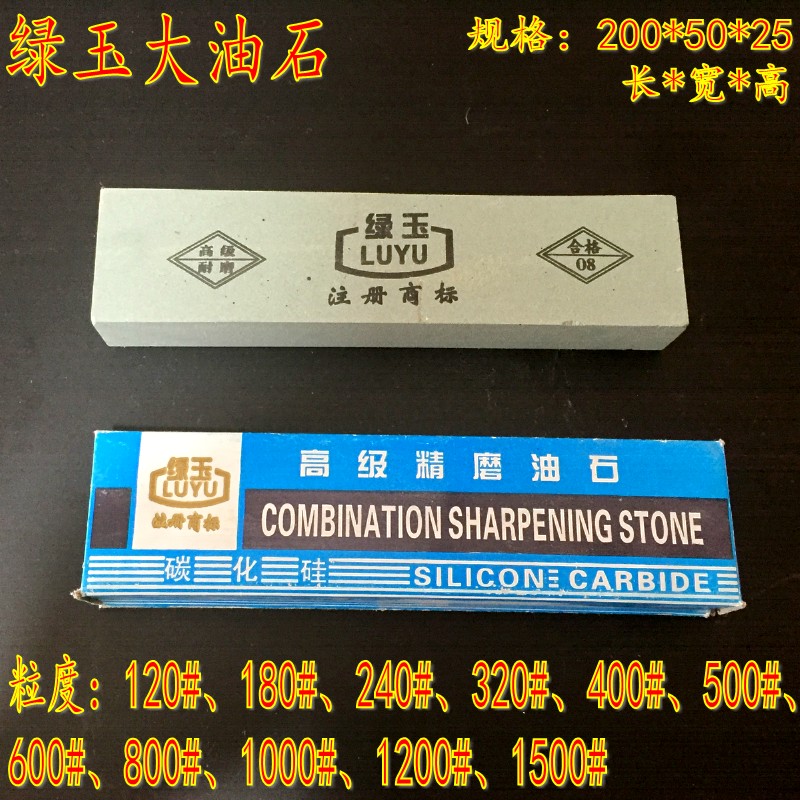 绿玉大油石
规格：200*50*25
长*宽*高
高级
耐磨
绿玉
LUYU
注册商标
合格
08
绿玉
LUYU
注册商标
高级精磨油石
COMBINATION SHARPENING STONE
碳化硅
SILICONE CARBIDE
粒度：120#、180#、240#、320#、400#、500#、
600#、800#、1000#、1200#、1500#